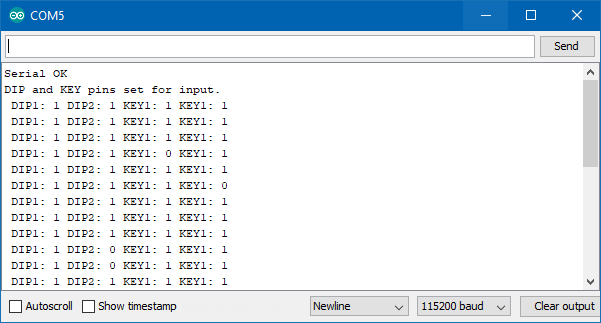 COM5
Send
Serial OK
DIP and KEY pins set for input.
DIP1: 1 DIP2: 1 KEY1: 1 KEY1: 1
DIP1: 1 DIP2: 1 KEY1: 1 KEY1: 1
DIP1: 1 DIP2: 1 KEY1: 1 KEY1: 1
DIP1: 1 DIP2: 1 KEY1: 0 KEY1: 1
DIP1: 1 DIP2: 1 KEY1: 1 KEY1: 1
DIP1: 1 DIP2: 1 KEY1: 1 KEY1: 0
DIP1: 1 DIP2: 1 KEY1: 1 KEY1: 1
DIP1: 1 DIP2: 1 KEY1: 1 KEY1: 1
DIP1: 1 DIP2: 1 KEY1: 1 KEY1: 1
DIP1: 1 DIP2: 0 KEY1: 1 KEY1: 1
DIP1: 1 DIP2: 0 KEY1: 1 KEY1: 1
DIP1: 1 DIP2: 1 KEY1: 1 KEY1: 1
Autoscroll Show timestamp Newline 115200 baud Clear output